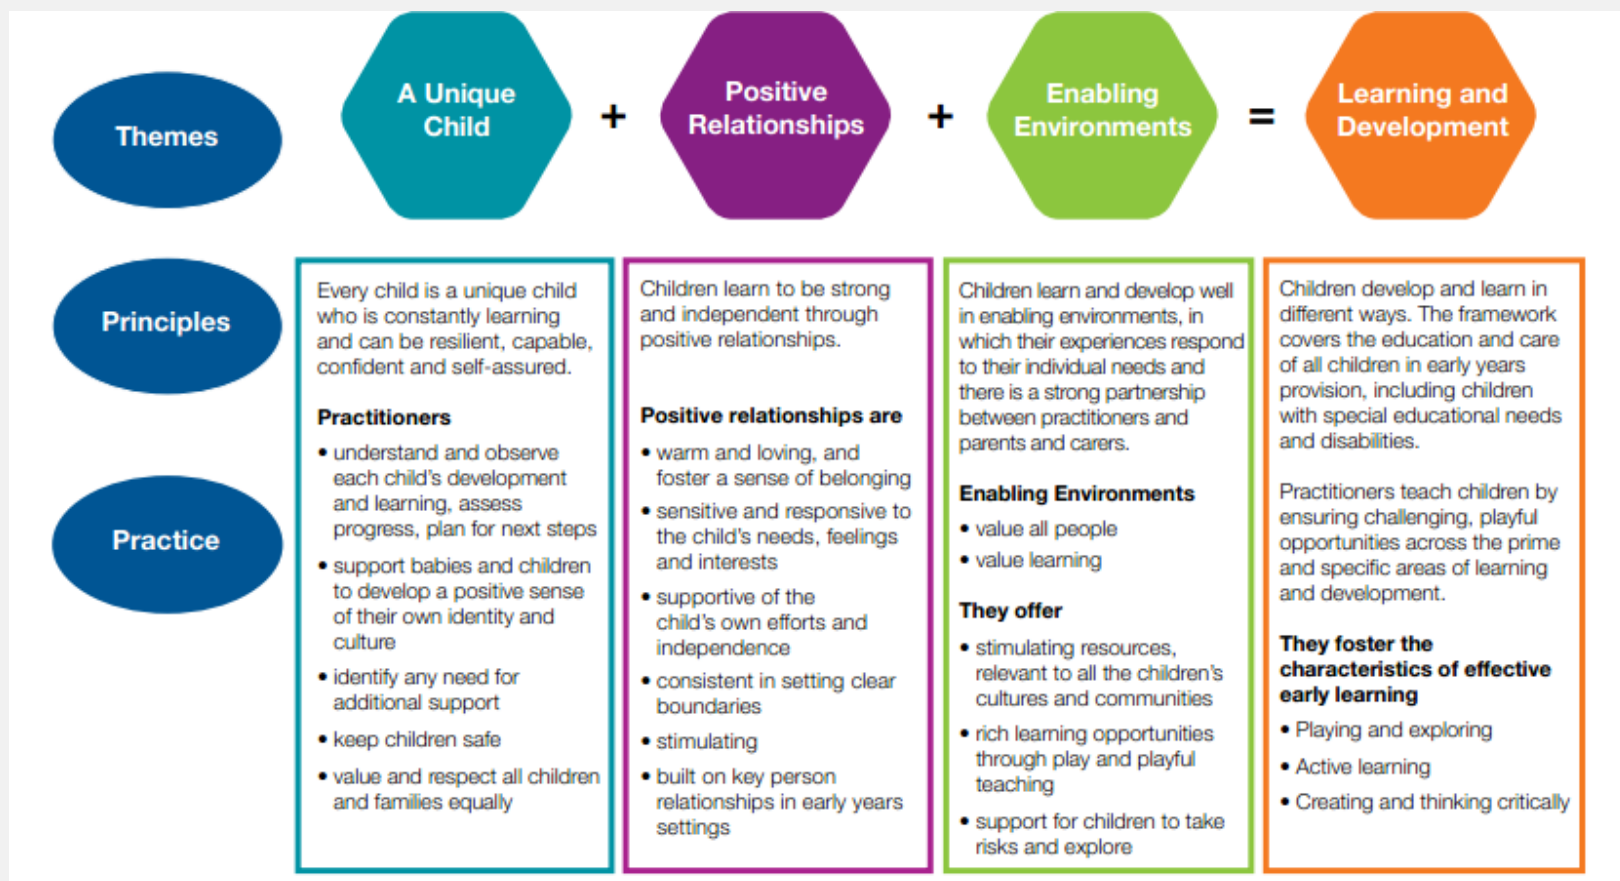 Themes
A Unique
Child
+
Positive
Relationships
+
Enabling
Environments
=
Learning and
Development
Principles
Practice
Every child is a unique child
who is constantly learning
and can be resilient, capable,
confident and self-assured.
Practitioners
• understand and observe
each child's development
and learning, assess
progress, plan for next steps
• support babies and children
to develop a positive sense
of their own identity and
culture
• identify any need for
additional support
• keep children safe
• value and respect all children
and families equally
Children learn to be strong
and independent through
positive relationships.
Positive relationships are
• warm and loving, and
foster a sense of belonging
• sensitive and responsive to
the child's needs, feelings
and interests
• supportive of the
child's own efforts and
independence
• consistent in setting clear
boundaries
• stimulating
• built on key person
relationships in early years
settings
Children learn and develop well
in enabling environments, in
which their experiences respond
to their individual needs and
there is a strong partnership
between practitioners and
parents and carers.
Enabling Environments
• value all people
• value learning
They offer
• stimulating resources,
relevant to all the children's
cultures and communities
• rich learning opportunities
through play and playful
teaching
• support for children to take
risks and explore
Children develop and learn in
different ways. The framework
covers the education and care
of all children in early years
provision, including children
with special educational needs
and disabilities.
Practitioners teach children by
ensuring challenging, playful
opportunities across the prime
and specific areas of learning
and development.
They foster the
characteristics of effective
early learning
• Playing and exploring
• Active learning
• Creating and thinking critically